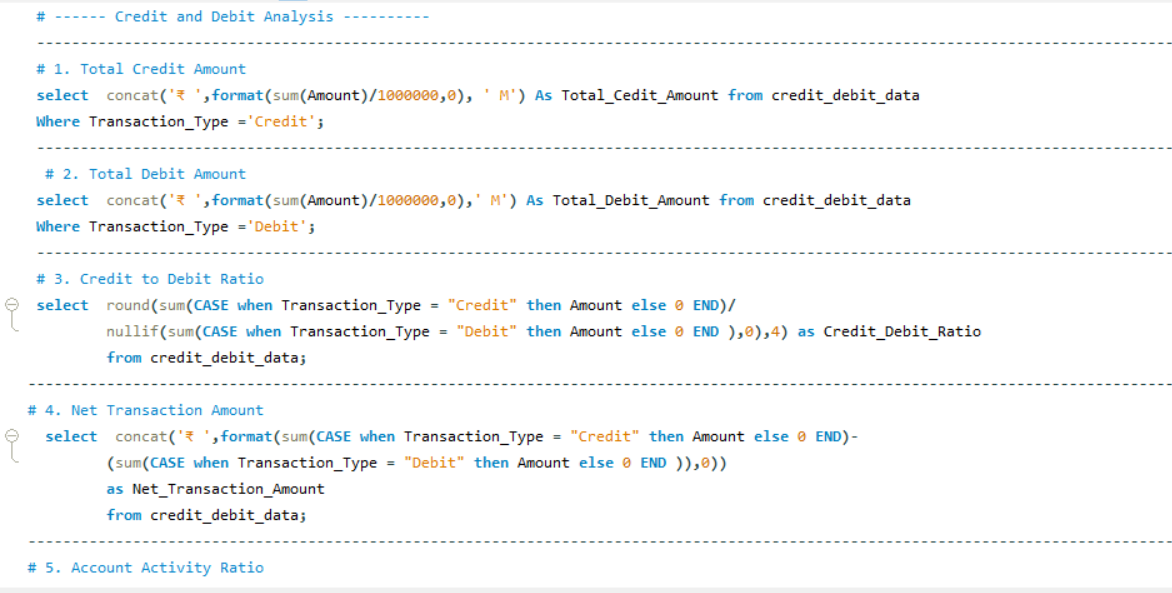 # ------ Credit and Debit Analysis ----------
--------------------------------------------------------------------------------------------------------------------------------------
# 1. Total Credit Amount
select  concat('₹ ',format(sum(Amount)/1000000,0), ' M') As Total_Cedit_Amount from credit_debit_data
Where Transaction_Type ='Credit';
--------------------------------------------------------------------------------------------------------------------------------------
# 2. Total Debit Amount
select  concat('₹ ',format(sum(Amount)/1000000,0),' M') As Total_Debit_Amount from credit_debit_data
Where Transaction_Type ='Debit';
--------------------------------------------------------------------------------------------------------------------------------------
# 3. Credit to Debit Ratio
select  round(sum(CASE when Transaction_Type = "Credit" then Amount else 0 END)/
nullif(sum(CASE when Transaction_Type = "Debit" then Amount else 0 END ),0),4) as Credit_Debit_Ratio
from credit_debit_data;
--------------------------------------------------------------------------------------------------------------------------------------
# 4. Net Transaction Amount
select  concat('₹ ',format(sum(CASE when Transaction_Type = "Credit" then Amount else 0 END)-
(sum(CASE when Transaction_Type = "Debit" then Amount else 0 END )),0))
as Net_Transaction_Amount
from credit_debit_data;
--------------------------------------------------------------------------------------------------------------------------------------
# 5. Account Activity Ratio